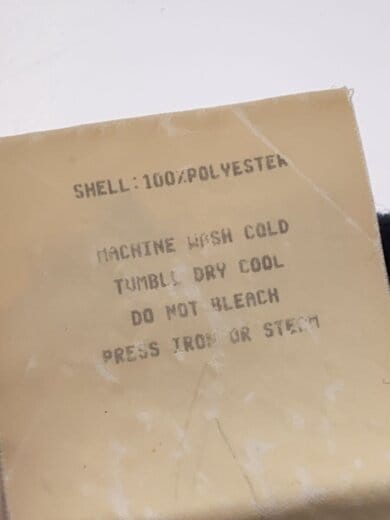 SHELL:100%POLYESTER
MACHINE WASH COLD
TUMBLE DRY COOL
DO NOT BLEACH
PRESS IRON OR STEAM